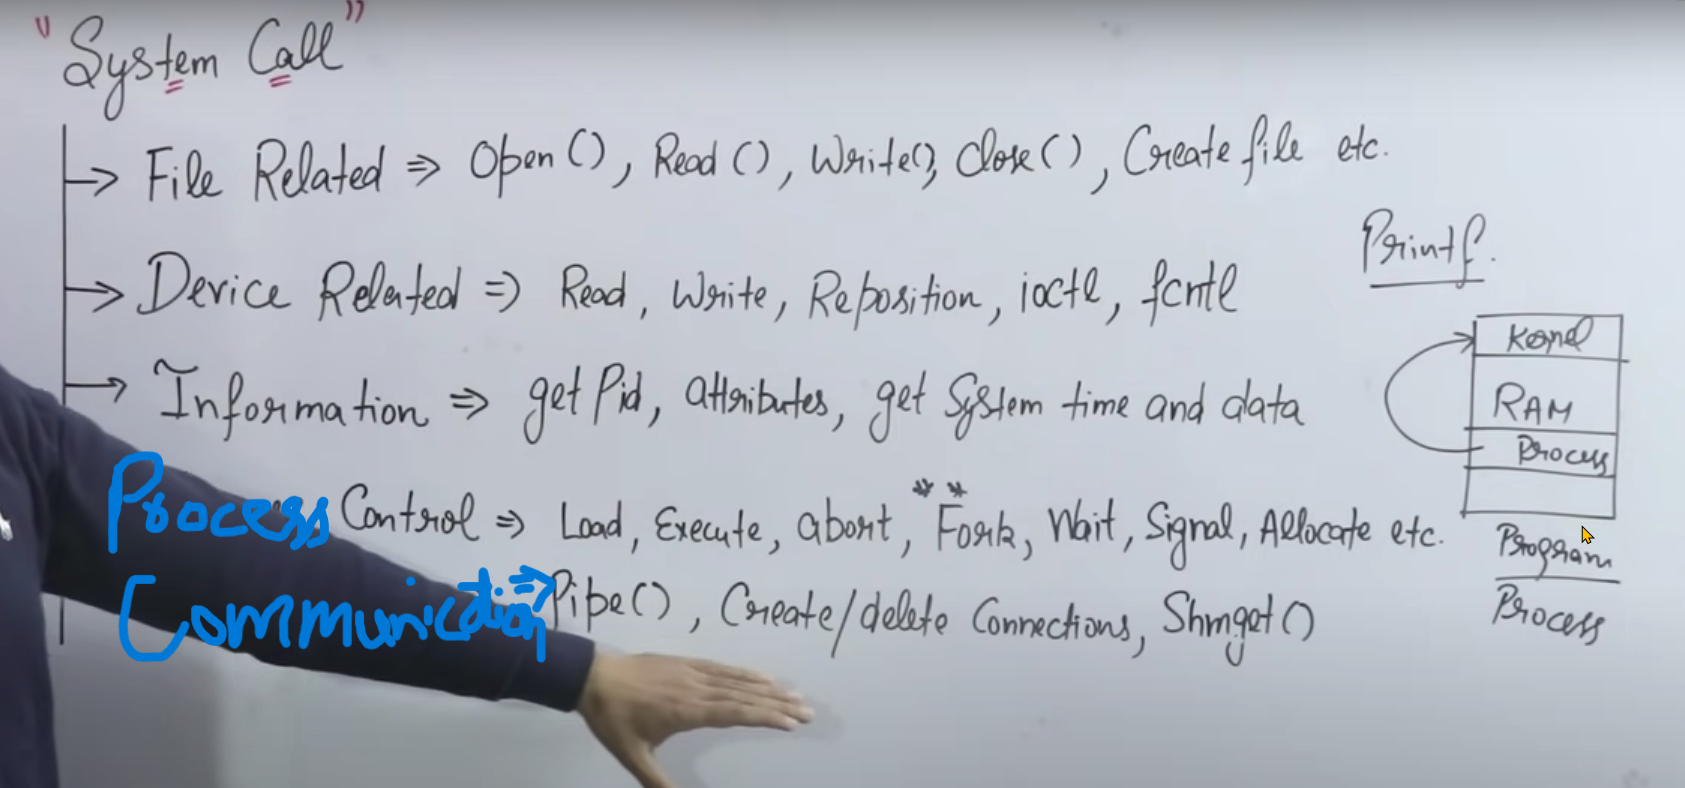 "System Call"
→ File Related ⇒ Open(), Read(), Write(), Close(), Create file etc.
→ Device Related ⇒ Read, Write, Reposition, ioctl, fcntl
→ Information ⇒ get Pid, attributes, get System time and data
Process Control ⇒ Load, Execute, abort, **Fork, Wait, Signal, Allocate etc.
Communication ⇒ Pipe(), Create/delete Connections, Shmget()
Printf.
Kernel
RAM
Process
Program
Process